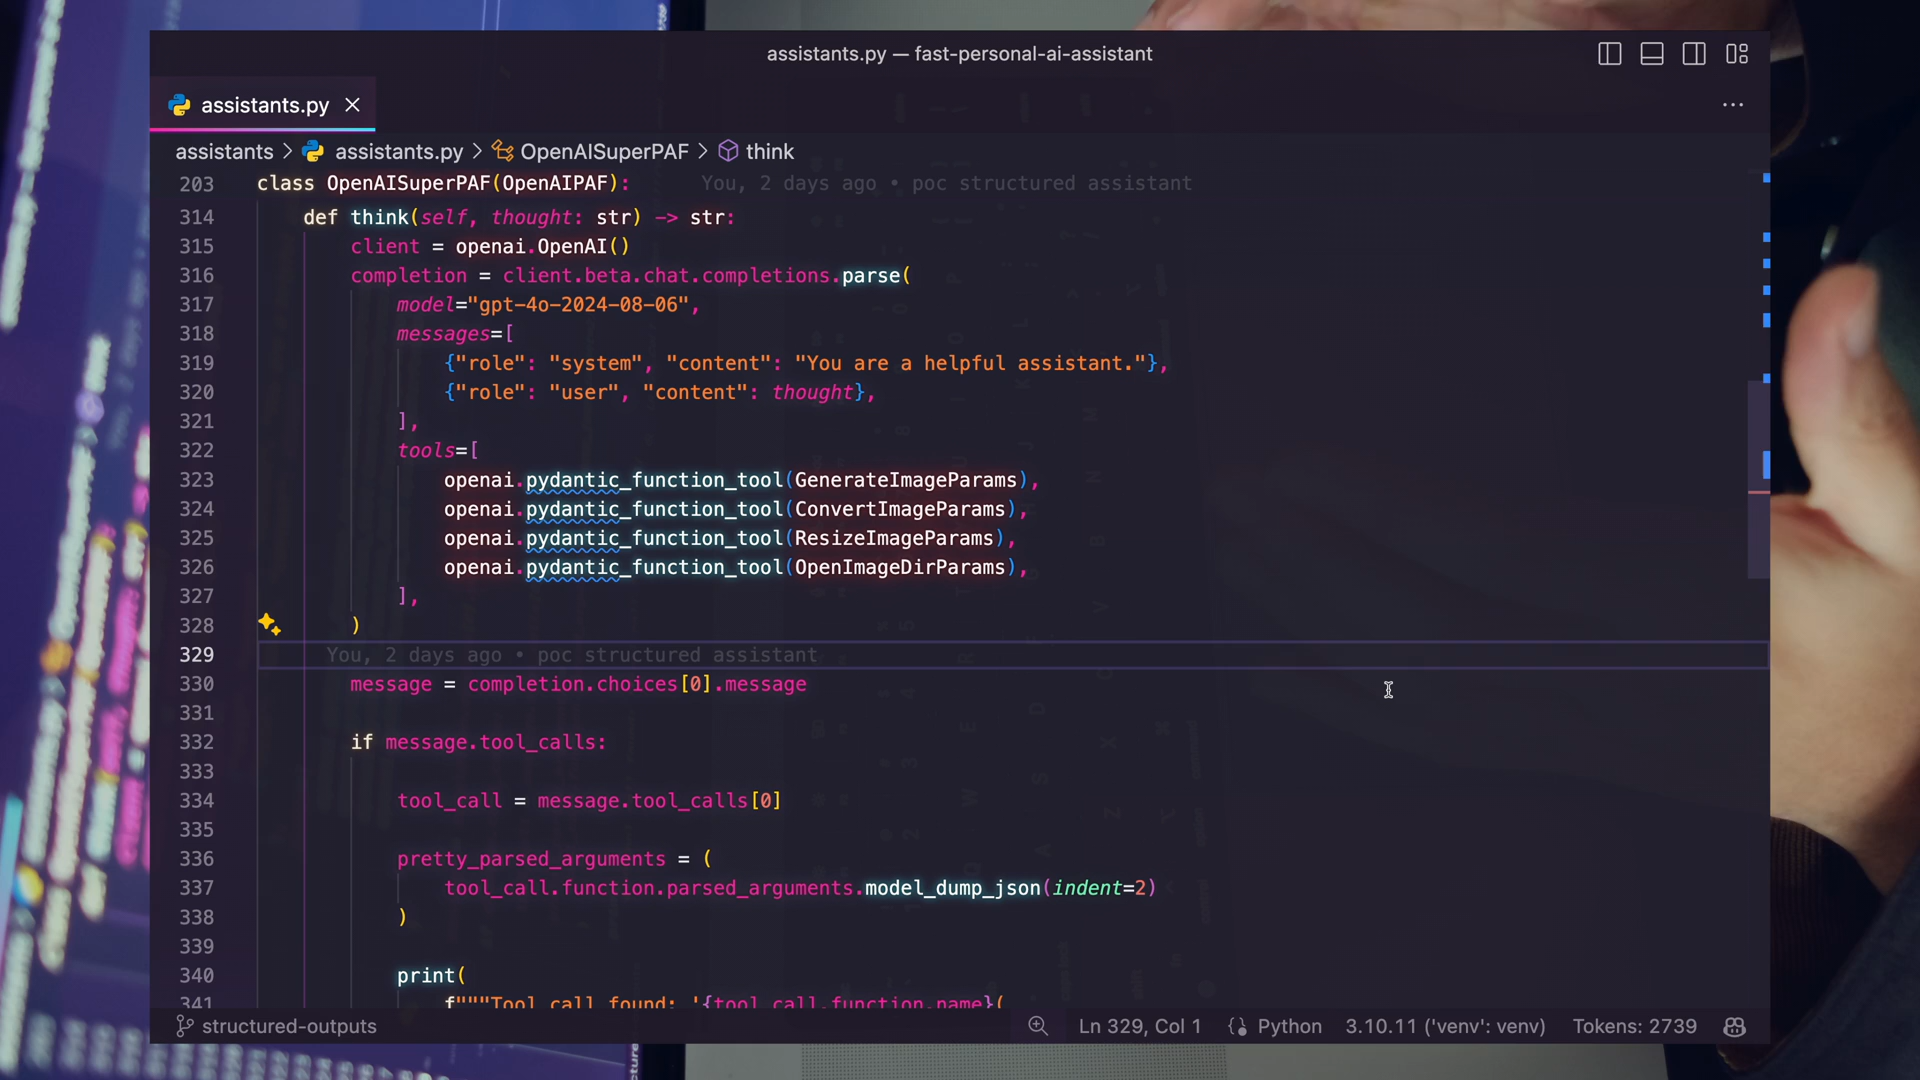 assistants.py — fast-personal-ai-assistant
assistants.py
assistants > assistants.py > OpenAISuperPAF > think
203 class OpenAISuperPAF(OpenAIPAF): You, 2 days ago • poc structured assistant
314 def think(self, thought: str) -> str:
315 client = openai.OpenAI()
316 completion = client.beta.chat.completions.parse(
317 model="gpt-4o-2024-08-06",
318 messages=[
319 {"role": "system", "content": "You are a helpful assistant."},
320 {"role": "user", "content": thought},
321 ],
322 tools=[
323 openai.pydantic_function_tool(GenerateImageParams),
324 openai.pydantic_function_tool(ConvertImageParams),
325 openai.pydantic_function_tool(ResizeImageParams),
326 openai.pydantic_function_tool(OpenImageDirParams),
327 ],
328 )
329 You, 2 days ago • poc structured assistant
330 message = completion.choices[0].message
331
332 if message.tool_calls:
333
334 tool_call = message.tool_calls[0]
335
336 pretty_parsed_arguments = (
337 tool_call.function.parsed_arguments.model_dump_json(indent=2)
338 )
339
340 print(
341 f"""Tool call found: '{tool_call.function.name}(
structured-outputs
Ln 329, Col 1
Python
3.10.11 ('venv': venv)
Tokens: 2739